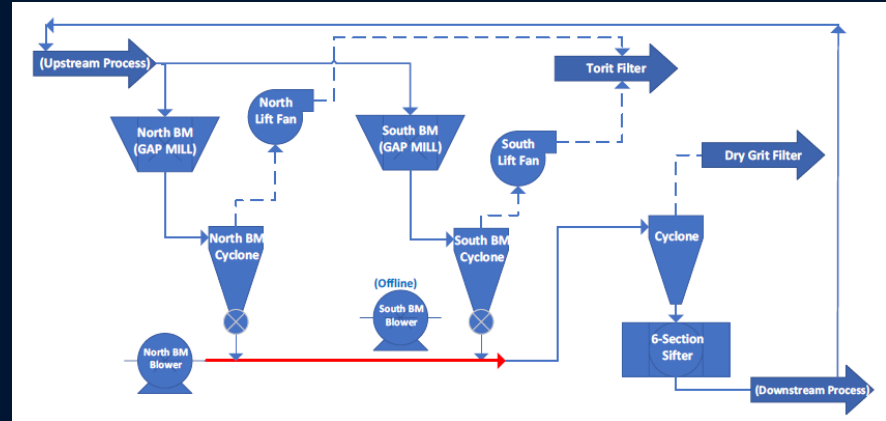 (Upstream Process)
North
Lift Fan
Torit Filter
North BM
(GAP MILL)
South BM
(GAP MILL)
South
Lift Fan
Dry Grit Filter
North BM
Cyclone
South BM
Cyclone
Cyclone
(Offline)
South BM
Blower
North BM
Blower
6-Section
Sifter
(Downstream Process)